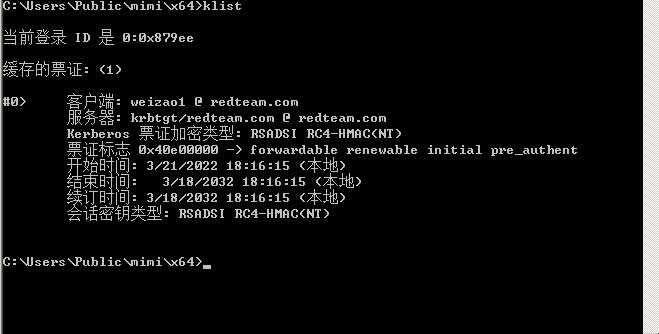 C:\Users\Public\mimi\x64>klist
当前登录 ID 是 0:0x879ee
缓存的票证: (1)
#0> 客户端: weizao1 @ redteam.com
服务器: krbtgt/redteam.com @ redteam.com
Kerberos 票证加密类型: RSADSI RC4-HMAC(NT)
票证标志 0x40e00000 -> forwardable renewable initial pre_authent
开始时间: 3/21/2022 18:16:15 (本地)
结束时间: 3/18/2032 18:16:15 (本地)
续订时间: 3/18/2032 18:16:15 (本地)
会话密钥类型: RSADSI RC4-HMAC(NT)
C:\Users\Public\mimi\x64>_